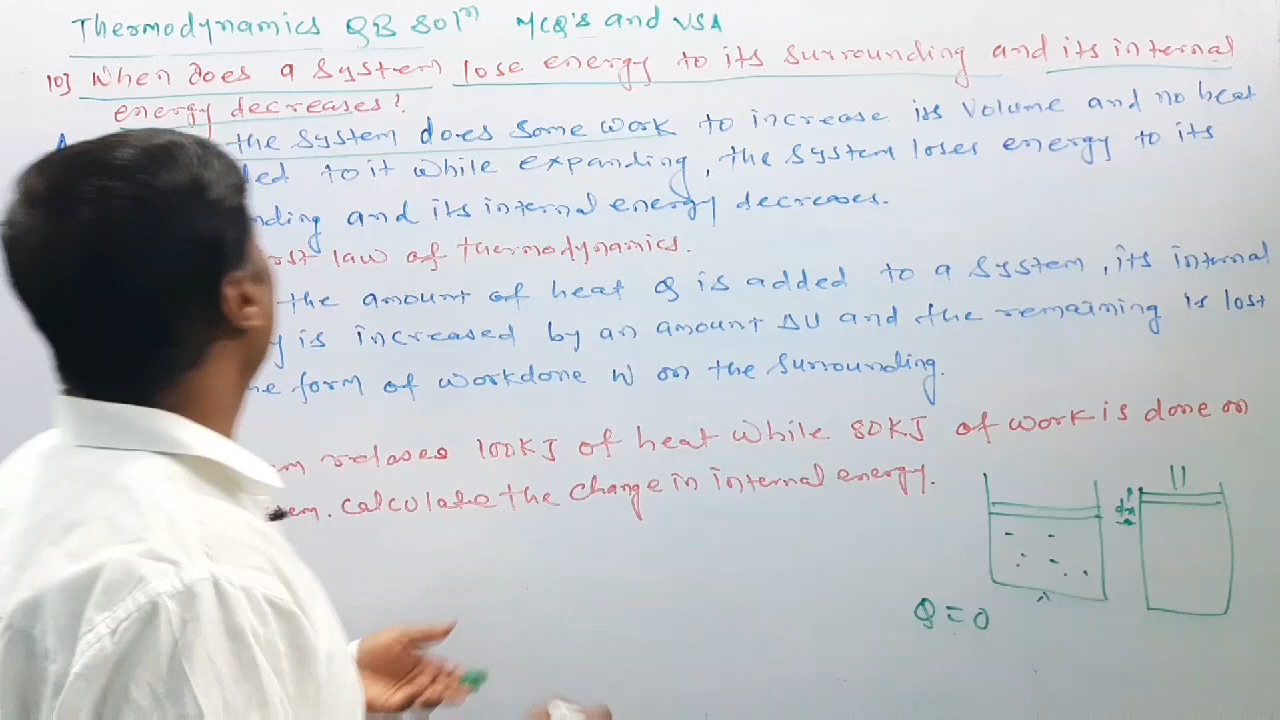 Thermodynamics QB Solⁿ MCQ's and VSA
10] When does a system lose energy to its surrounding and its internal
energy decreases?
the system does some work to increase its volume and no heat
to it while expanding, the system loses energy to its
and its internal energy decreases.
law of thermodynamics.
the amount of heat Q is added to a system, its internal
is increased by an amount ΔU and the remaining is lost
form of workdone W on the surrounding.
relases 100KJ of heat while 80KJ of work is done on
calculate the change in internal energy.
dx
Q = 0